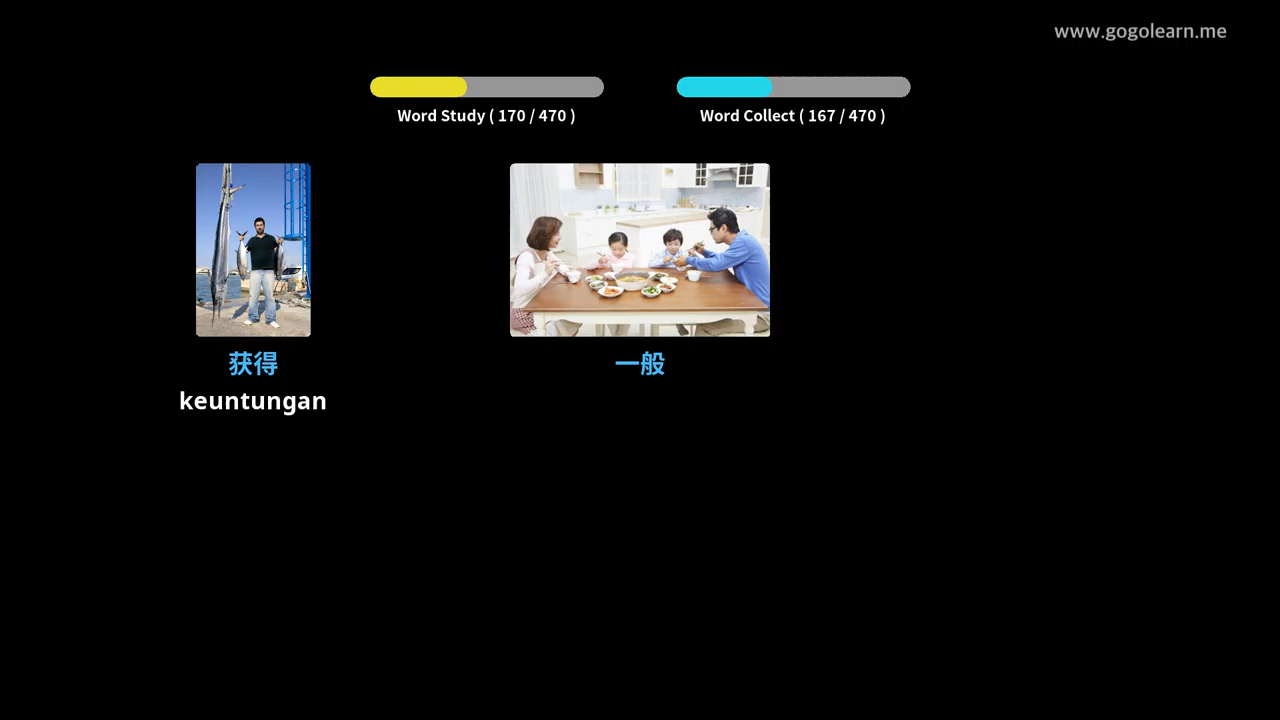 www.gogolearn.me
Word Study ( 170 / 470 )
Word Collect ( 167 / 470 )
获得
一般
keuntungan